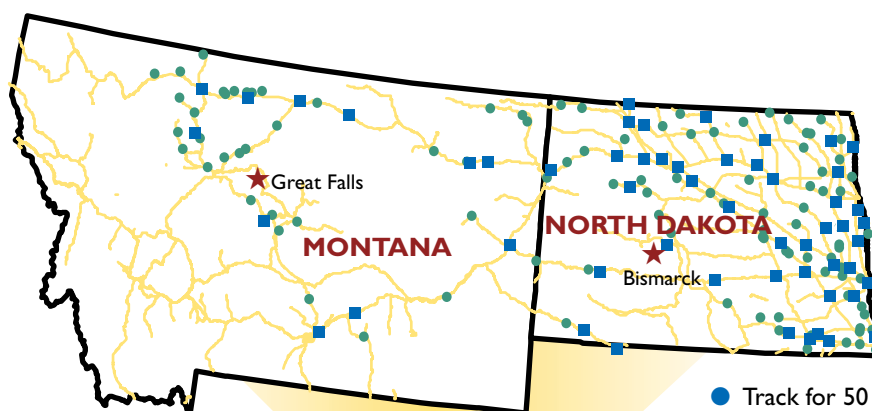 Great Falls
NORTH DAKOTA
MONTANA
Bismarck
Track for 50